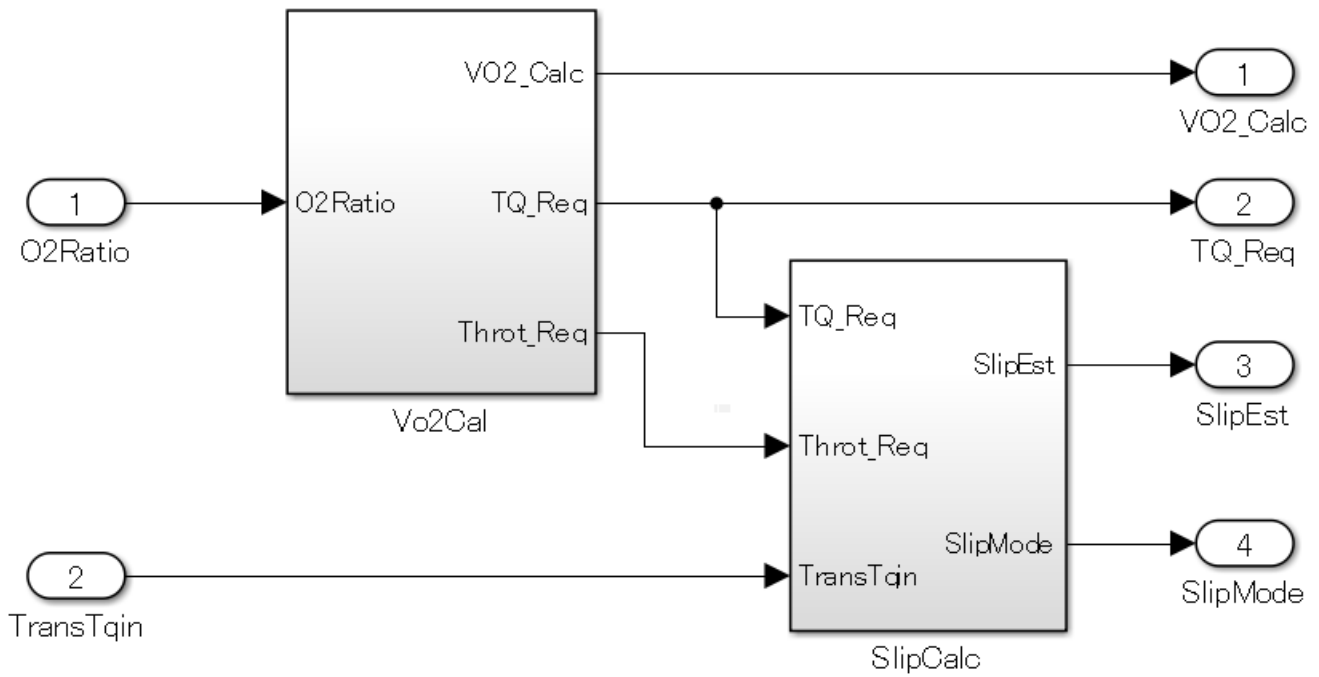 VO2_Calc
1
VO2_Calc
1
O2Ratio
O2Ratio
TQ_Req
2
TQ_Req
Throt_Req
Vo2Cal
TQ_Req
SlipEst
3
SlipEst
Throt_Req
SlipMode
4
SlipMode
2
TransTqin
TransTqin
SlipCalc